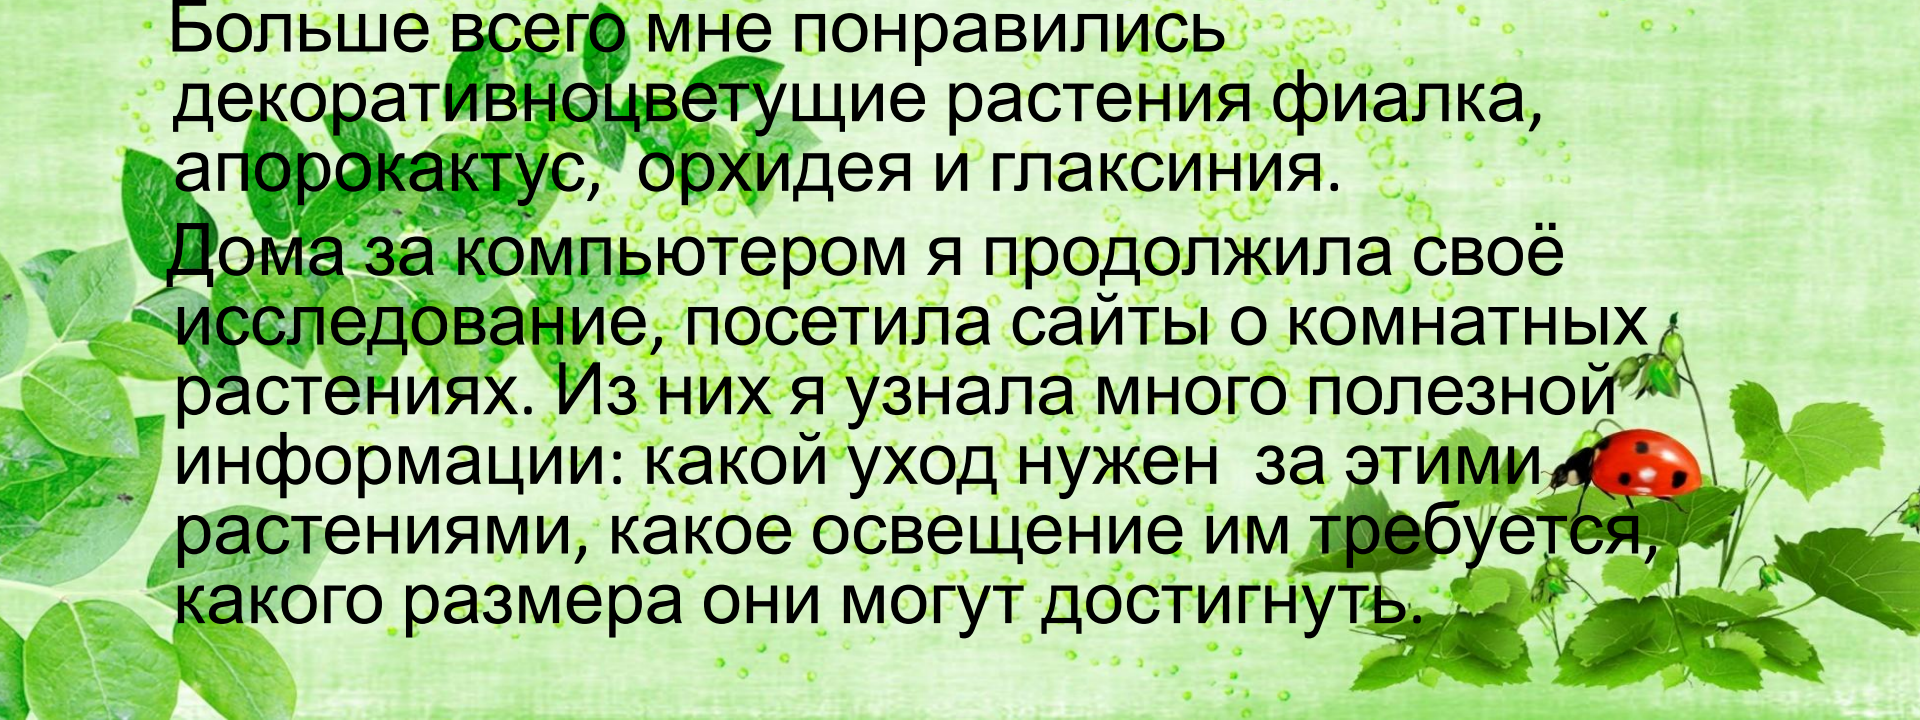 Больше всего мне понравились
декоративноцветущие растения фиалка,
апорокактус,  орхидея и глаксиния.
Дома за компьютером я продолжила своё
исследование, посетила сайты о комнатных
растениях. Из них я узнала много полезной
информации: какой уход нужен  за этими
растениями, какое освещение им требуется,
какого размера они могут достигнуть.